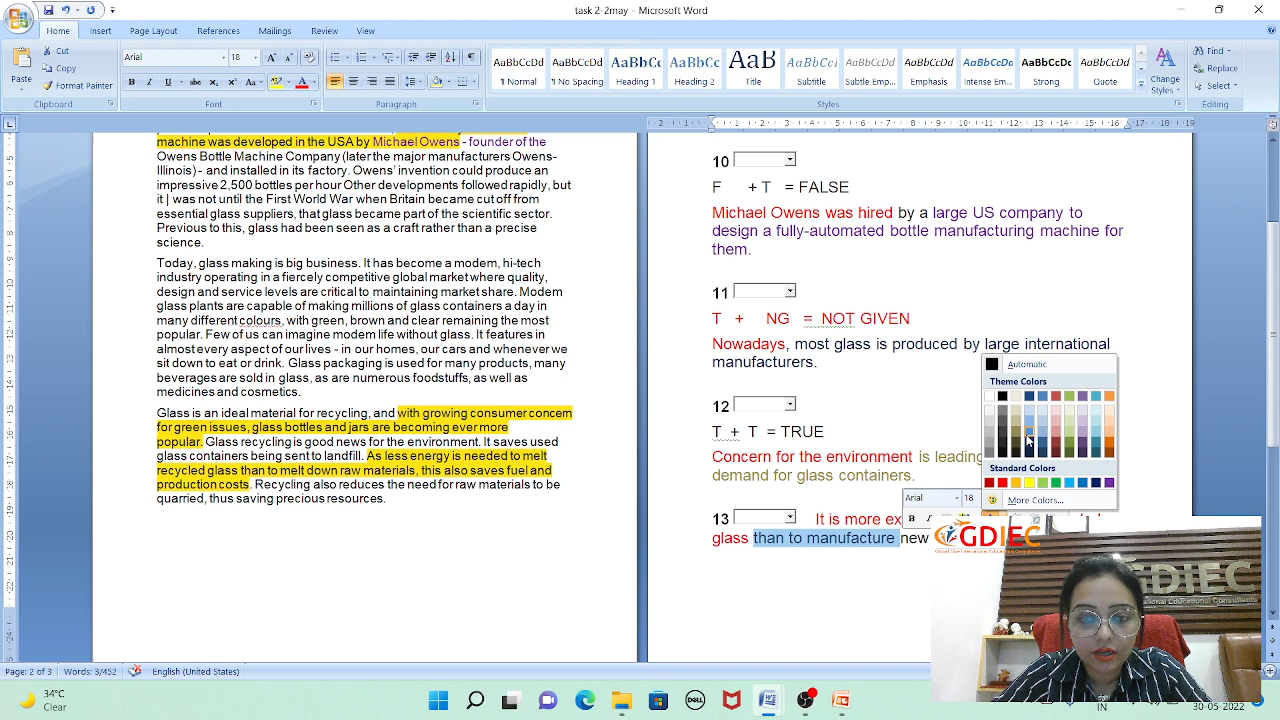 task 2-2may - Microsoft Word
Home Insert Page Layout References Mailings Review View
Paste
Cut
Copy
Format Painter
Arial 18
AaBbCcDd AaBbCcDd AaBbCc AaBbCc AaB AaBbCcI AaBbCcDd AaBbCcDd AaBbCcDd AaBbCcDd AaBbCcDd
¶ Normal ¶ No Spacing Heading 1 Heading 2 Title Subtitle Subtle Emp... Emphasis Intense Em... Strong Quote
Change
Styles
Find
Replace
Select
Clipboard Font Paragraph Styles Editing
machine was developed in the USA by Michael Owens - founder of the
Owens Bottle Machine Company (later the major manufacturers Owens-
Illinois) - and installed in its factory. Owens' invention could produce an
impressive 2,500 bottles per hour Other developments followed rapidly, but
it | was not until the First World War when Britain became cut off from
essential glass suppliers, that glass became part of the scientific sector.
Previous to this, glass had been seen as a craft rather than a precise
science.
Today, glass making is big business. It has become a modem, hi-tech
industry operating in a fiercely competitive global market where quality,
design and service levels are critical to maintaining market share. Modem
glass plants are capable of making millions of glass containers a day in
many different colours, with green, brown and clear remaining the most
popular. Few of us can imagine modem life without glass. It features in
almost every aspect of our lives - in our homes, our cars and whenever we
sit down to eat or drink. Glass packaging is used for many products, many
beverages are sold in glass, as are numerous foodstuffs, as well as
medicines and cosmetics.
Glass is an ideal material for recycling, and with growing consumer concem
for green issues, glass bottles and jars are becoming ever more
popular. Glass recycling is good news for the environment. It saves used
glass containers being sent to landfill. As less energy is needed to melt
recycled glass than to melt down raw materials, this also saves fuel and
production costs. Recycling also reduces the need for raw materials to be
quarried, thus saving precious resources.
10
F + T = FALSE
Michael Owens was hired by a large US company to
design a fully-automated bottle manufacturing machine for
them.
11
T + NG = NOT GIVEN
Nowadays, most glass is produced by large international
manufacturers.
12
T + T = TRUE
Concern for the environment is leading
demand for glass containers.
13 It is more ex
glass than to manufacture new
Automatic
Theme Colors
Standard Colors
More Colors...
Arial 18
GDIEC
GDIEC
Page: 2 of 3 Words: 3/452 English (United States)
34°C
Clear
DELL
IN
30-05-2022